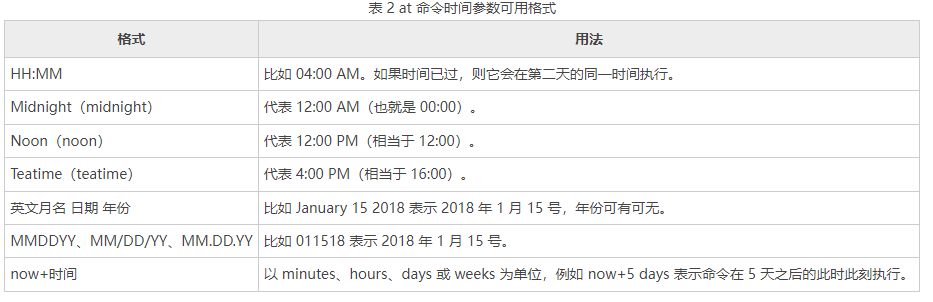 表 2 at 命令时间参数可用格式
格式 用法
HH:MM 比如 04:00 AM。如果时间已过，则它会在第二天的同一时间执行。
Midnight（midnight） 代表 12:00 AM（也就是 00:00）。
Noon（noon） 代表 12:00 PM（相当于 12:00）。
Teatime（teatime） 代表 4:00 PM（相当于 16:00）。
英文月名 日期 年份 比如 January 15 2018 表示 2018 年 1 月 15 号，年份可有可无。
MMDDYY、MM/DD/YY、MM.DD.YY 比如 011518 表示 2018 年 1 月 15 号。
now+时间 以 minutes、hours、days 或 weeks 为单位，例如 now+5 days 表示命令在 5 天之后的此时此刻执行。